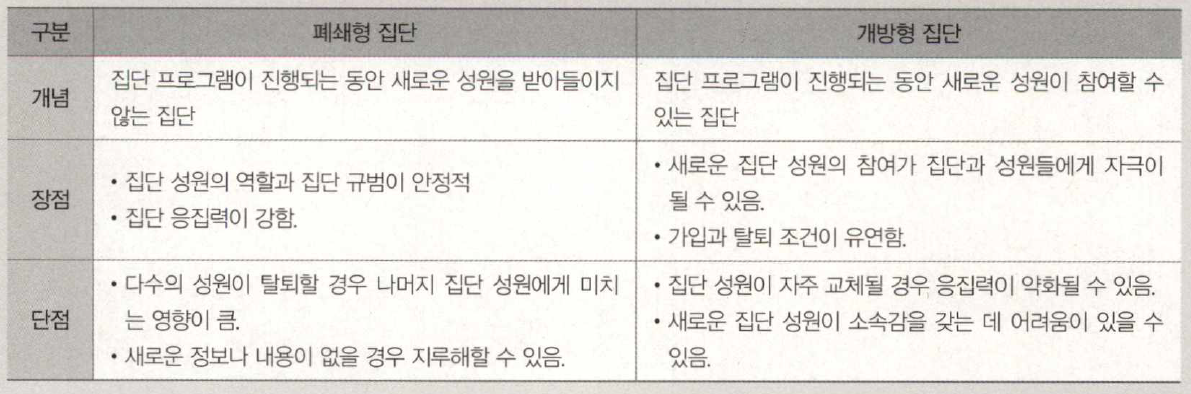 구분 폐쇄형 집단 개방형 집단
개념
집단 프로그램이 진행되는 동안 새로운 성원을 받아들이지
않는 집단
집단 프로그램이 진행되는 동안 새로운 성원이 참여할 수
있는 집단
장점
• 집단 성원의 역할과 집단 규범이 안정적
• 집단 응집력이 강함.
• 새로운 집단 성원의 참여가 집단과 성원들에게 자극이
될 수 있음.
• 가입과 탈퇴 조건이 유연함.
단점
• 다수의 성원이 탈퇴할 경우 나머지 집단 성원에게 미치
는 영향이 큼.
• 새로운 정보나 내용이 없을 경우 지루해할 수 있음.
• 집단 성원이 자주 교체될 경우 응집력이 약화될 수 있음.
• 새로운 집단 성원이 소속감을 갖는 데 어려움이 있을 수
있음.